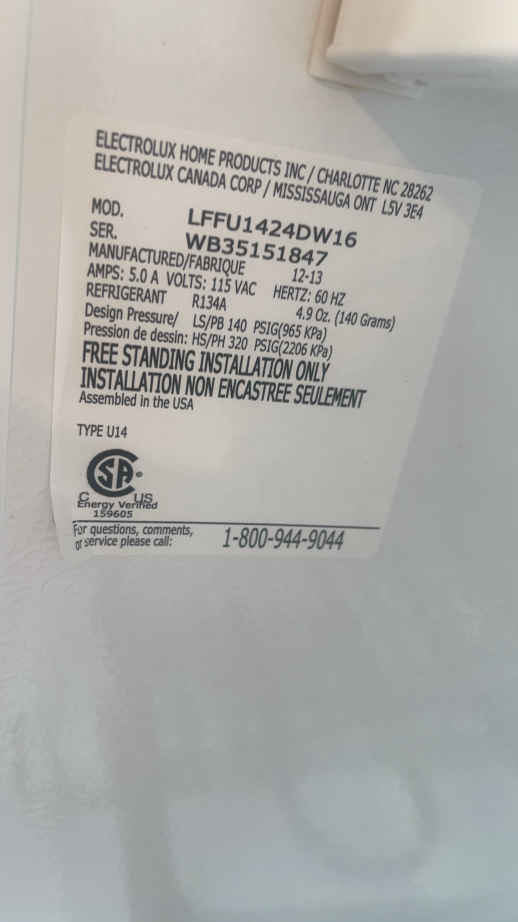 ELECTROLUX HOME PRODUCTS INC / CHARLOTTE NC 28262
ELECTROLUX CANADA CORP / MISSISSAUGA ONT L5V 3E4
MOD. LFFU1424DW16
SER. WB35151847
MANUFACTURED/FABRIQUE 12-13
AMPS: 5.0 A VOLTS: 115 VAC HERTZ: 60 HZ
REFRIGERANT R134A 4.9 Oz. (140 Grams)
Design Pressure/ LS/PB 140 PSIG(965 KPa)
Pression de dessin: HS/PH 320 PSIG(2206 KPa)
FREE STANDING INSTALLATION ONLY
INSTALLATION NON ENCASTREE SEULEMENT
Assembled in the USA
TYPE U14
SA ®
C US
Energy Verified
159605
For questions, comments,
or service please call: 1-800-944-9044